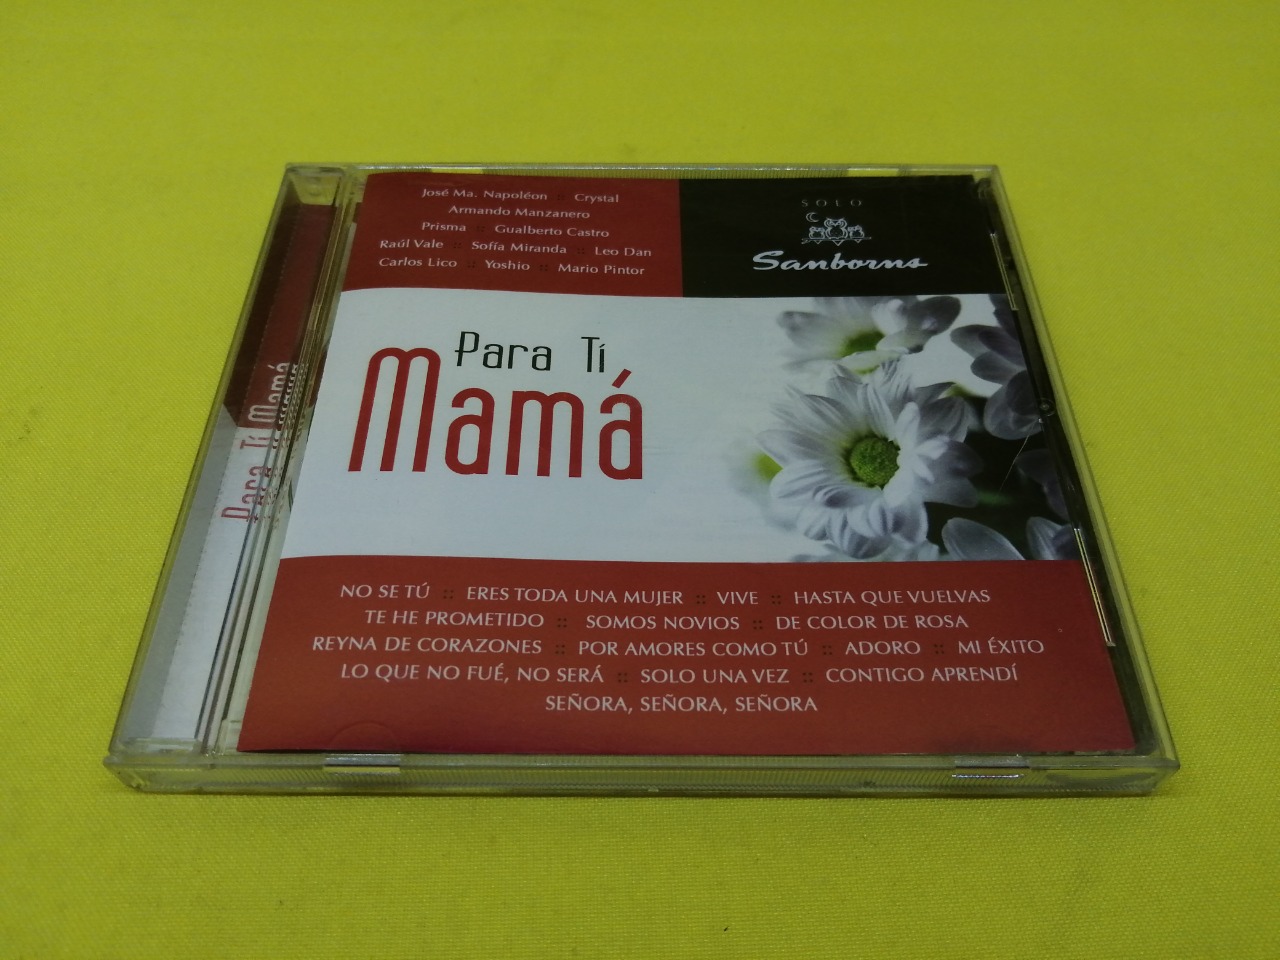 José Ma. Napoléon :: Crystal
Armando Manzanero
Prisma :: Gualberto Castro
Raúl Vale :: Sofía Miranda :: Leo Dan
Carlos Lico :: Yoshio :: Mario Pintor
SOLO
Sanborns
Para Tí
Mamá
Para Tí Mamá
NO SE TÚ :: ERES TODA UNA MUJER :: VIVE :: HASTA QUE VUELVAS
TE HE PROMETIDO :: SOMOS NOVIOS :: DE COLOR DE ROSA
REYNA DE CORAZONES :: POR AMORES COMO TÚ :: ADORO :: MI ÉXITO
LO QUE NO FUÉ, NO SERÁ :: SOLO UNA VEZ :: CONTIGO APRENDÍ
SEÑORA, SEÑORA, SEÑORA